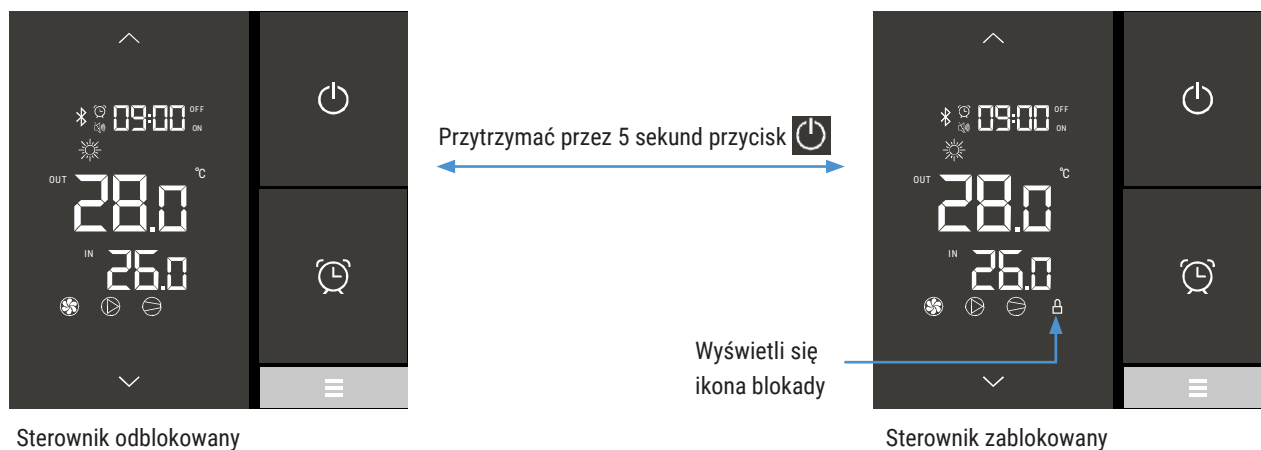 09:00 OFF
ON
OUT 28.0 °C
IN 26.0
Sterownik odblokowany
Przytrzymać przez 5 sekund przycisk
Wyświetli się
ikona blokady
09:00 OFF
ON
OUT 28.0 °C
IN 26.0
Sterownik zablokowany